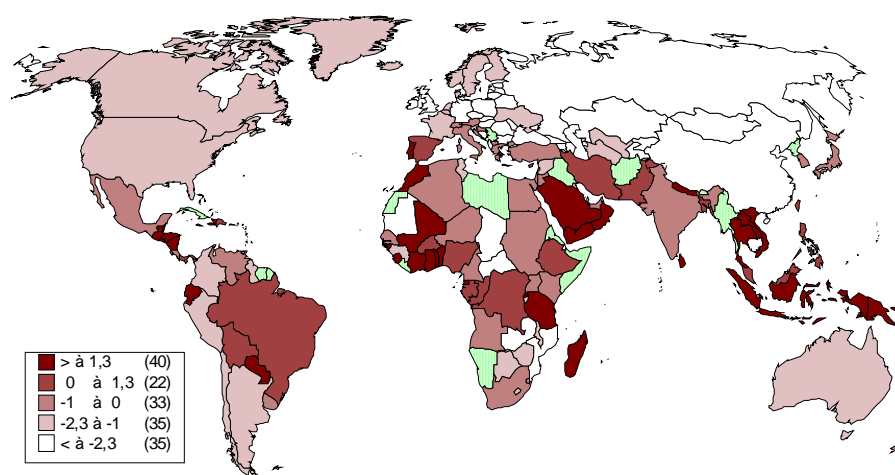 > à 1,3 (40)
0 à 1,3 (22)
-1 à 0 (33)
-2,3 à -1 (35)
< à -2,3 (35)